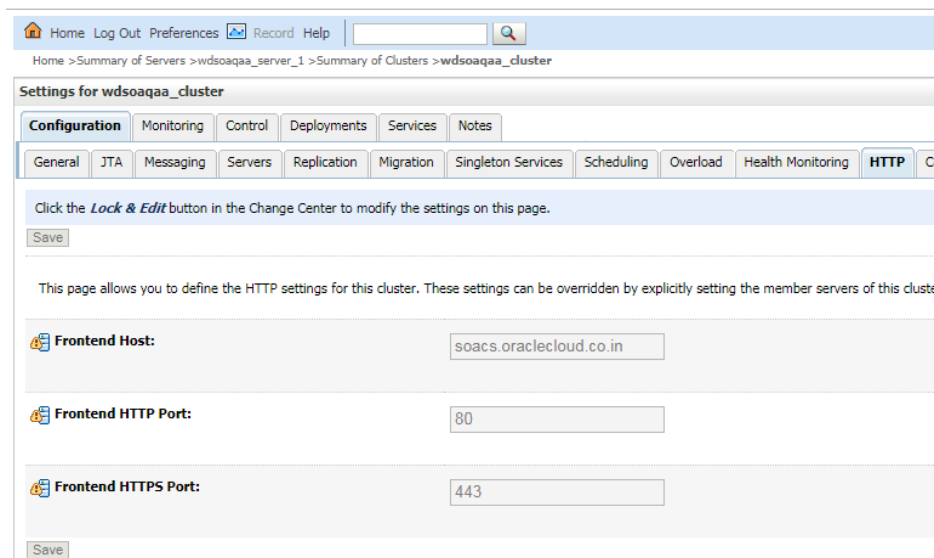 Home Log Out Preferences Record Help
Home >Summary of Servers >wdsoaqaa_server_1 >Summary of Clusters >wdsoaqaa_cluster
Settings for wdsoaqaa_cluster
Configuration Monitoring Control Deployments Services Notes
General JTA Messaging Servers Replication Migration Singleton Services Scheduling Overload Health Monitoring HTTP C
Click the Lock & Edit button in the Change Center to modify the settings on this page.
Save
This page allows you to define the HTTP settings for this cluster. These settings can be overridden by explicitly setting the member servers of this cluste
Frontend Host: soacs.oraclecloud.co.in
Frontend HTTP Port: 80
Frontend HTTPS Port: 443
Save